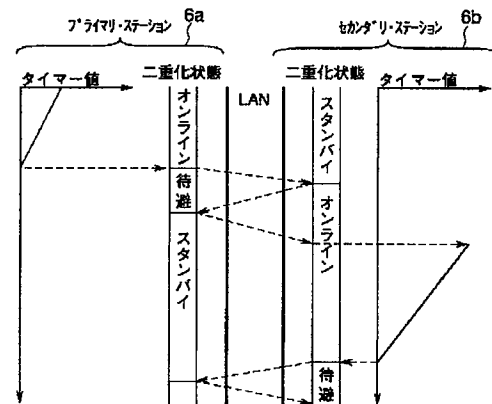 プライマリ・ステーション 6a
セカンダリ・ステーション 6b
タイマー値
二重化状態
LAN
二重化状態
タイマー値
オンライン
待避
スタンバイ
スタンバイ
オンライン
待避